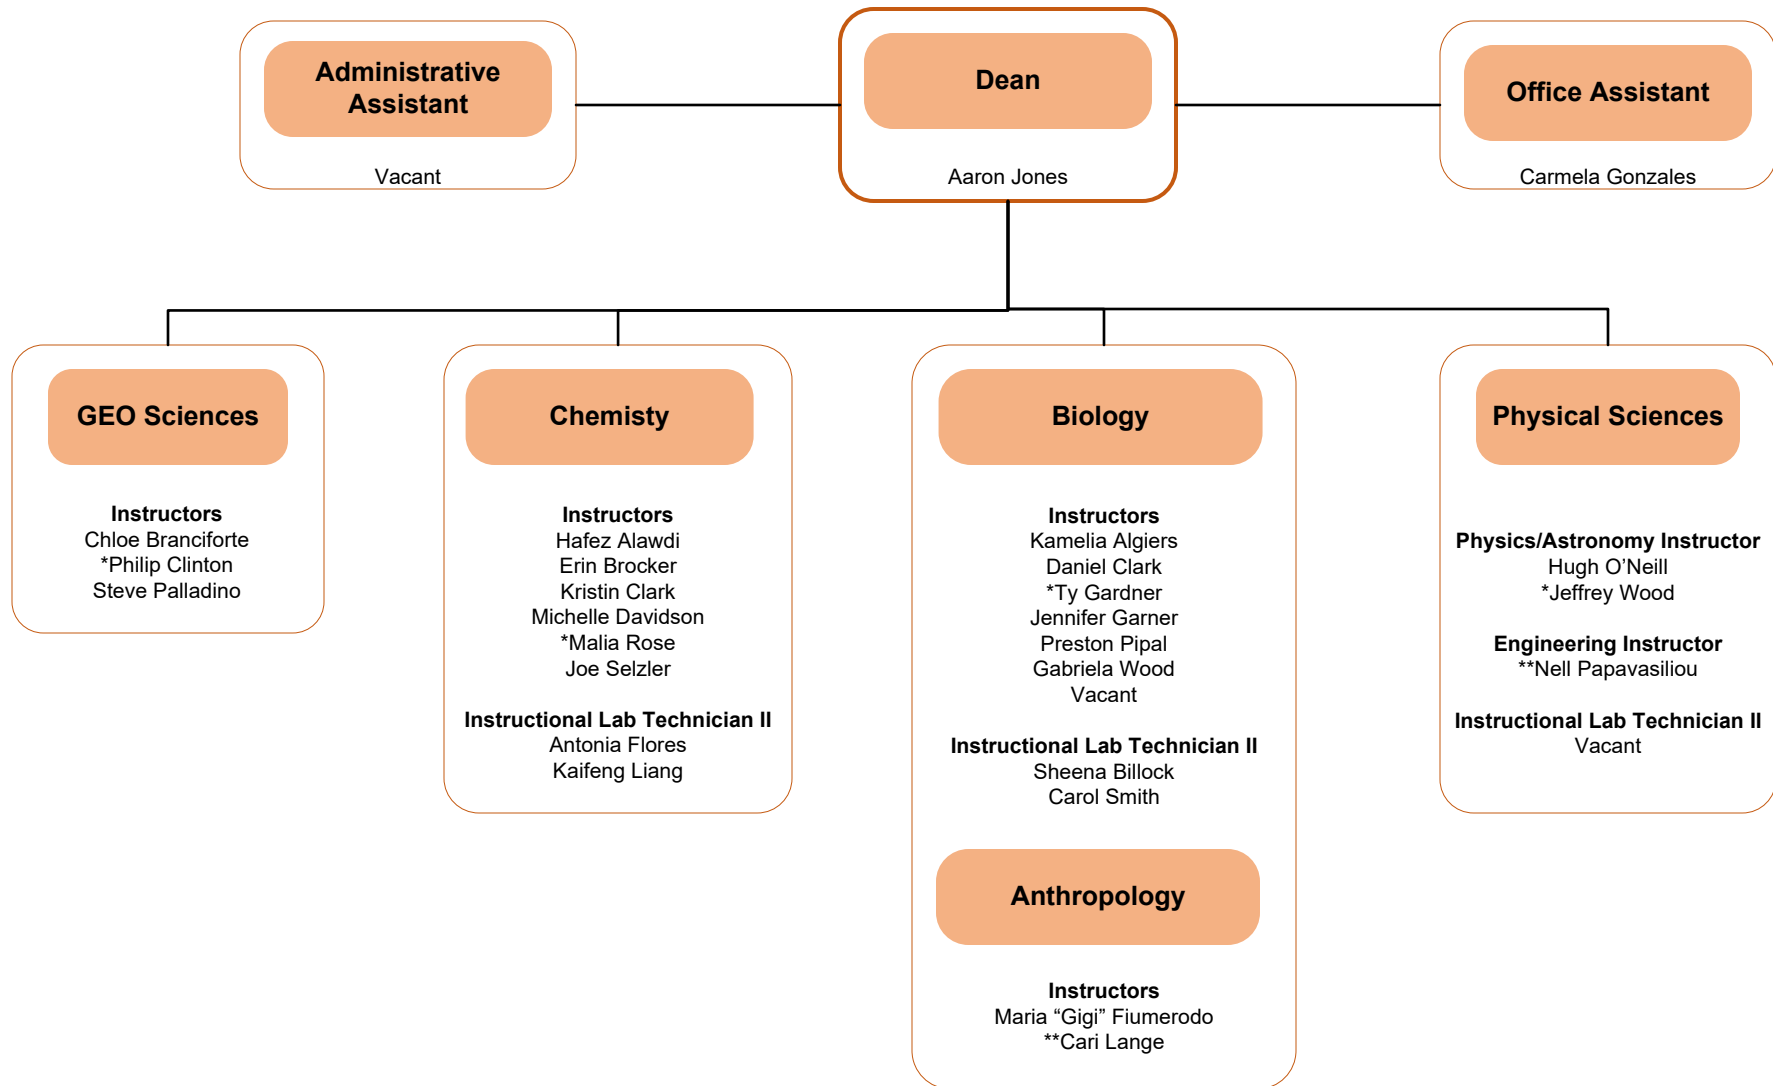 Administrative
Assistant
Vacant
Dean
Aaron Jones
Office Assistant
Carmela Gonzales
GEO Sciences
Instructors
Chloe Branciforte
*Philip Clinton
Steve Palladino
Chemisty
Instructors
Hafez Alawdi
Erin Brocker
Kristin Clark
Michelle Davidson
*Malia Rose
Joe Selzler
Instructional Lab Technician II
Antonia Flores
Kaifeng Liang
Biology
Instructors
Kamelia Algiers
Daniel Clark
*Ty Gardner
Jennifer Garner
Preston Pipal
Gabriela Wood
Vacant
Instructional Lab Technician II
Sheena Billock
Carol Smith
Anthropology
Instructors
Maria “Gigi” Fiumerodo
**Cari Lange
Physical Sciences
Physics/Astronomy Instructor
Hugh O’Neill
*Jeffrey Wood
Engineering Instructor
**Nell Papavasiliou
Instructional Lab Technician II
Vacant